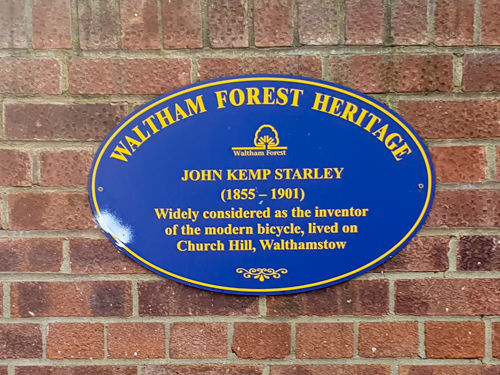 WALTHAM FOREST HERITAGE
Waltham Forest
JOHN KEMP STARLEY
(1855 – 1901)
Widely considered as the inventor
of the modern bicycle, lived on
Church Hill, Walthamstow